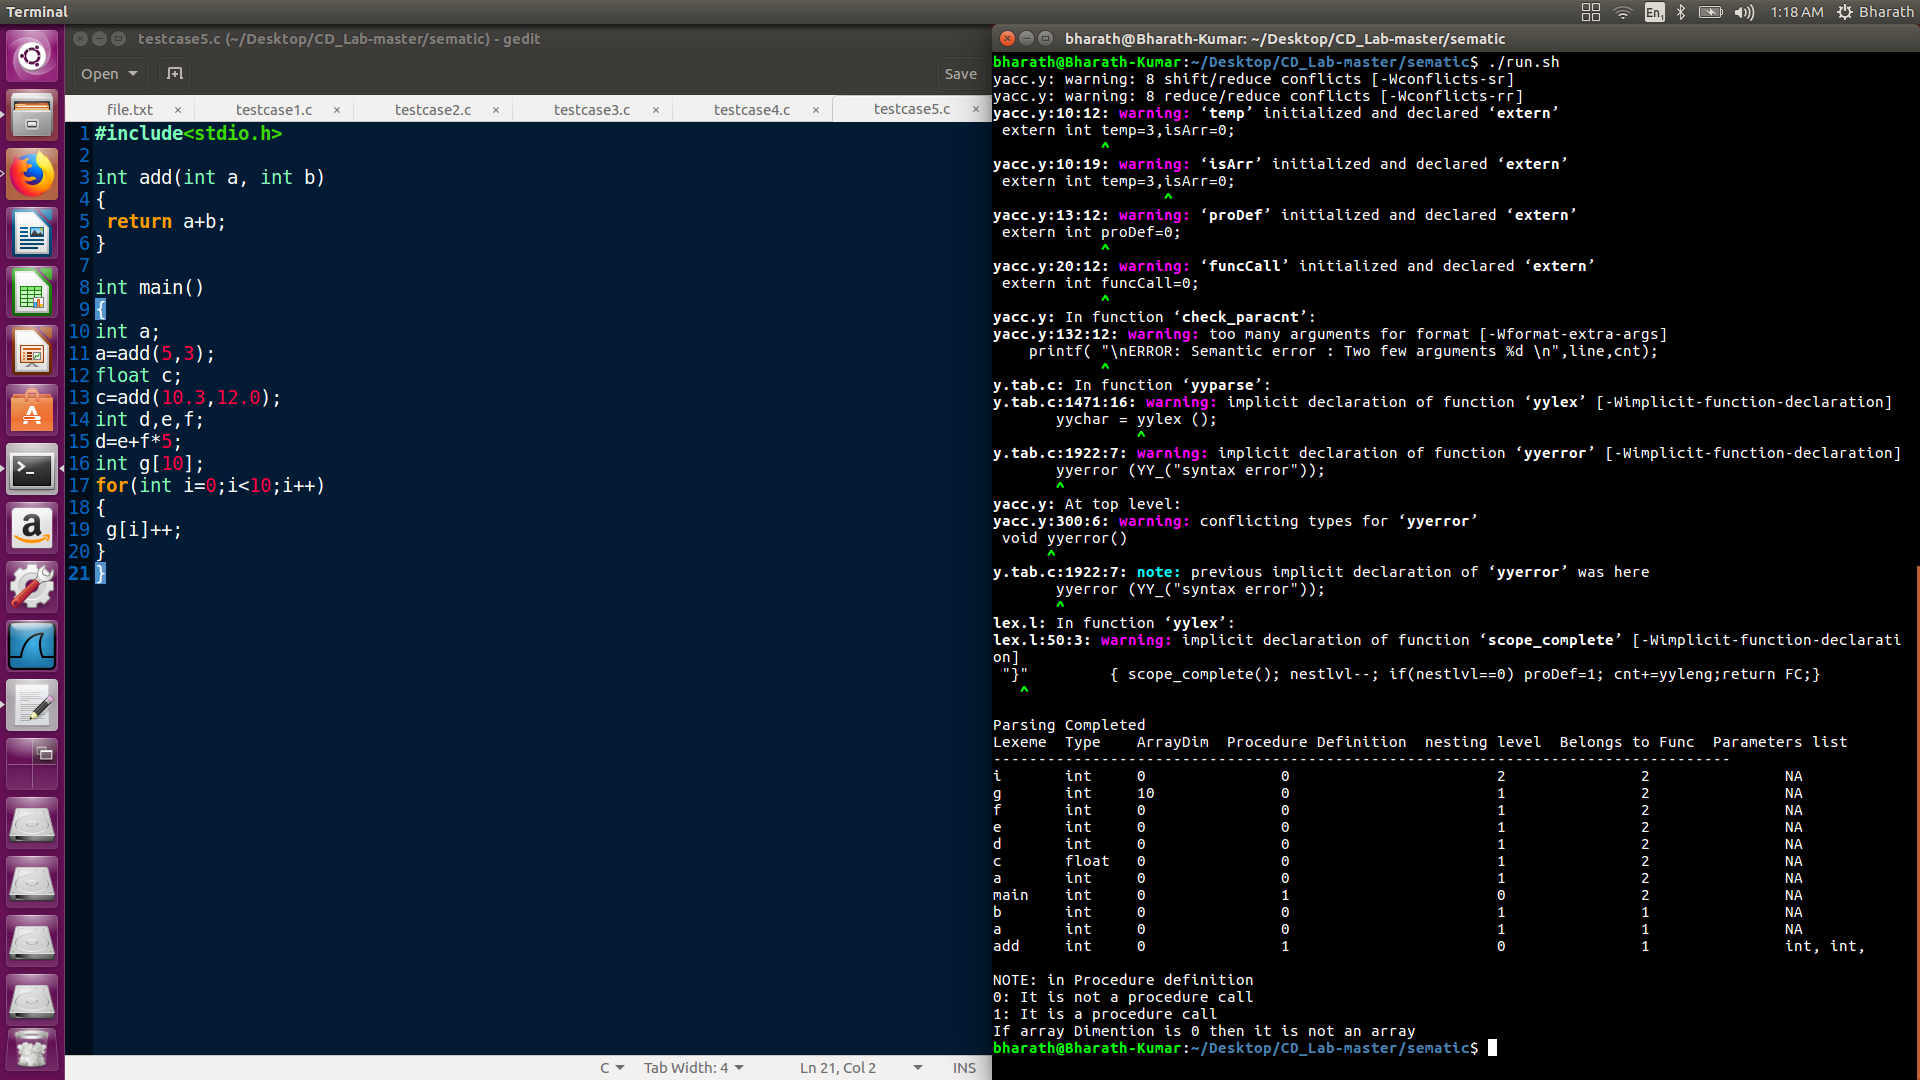 Terminal
En1
1:18 AM
Bharath
testcase5.c (~/Desktop/CD_Lab-master/sematic) - gedit
Open
Save
file.txt × testcase1.c × testcase2.c × testcase3.c × testcase4.c × testcase5.c ×
1 #include<stdio.h>
2
3 int add(int a, int b)
4 {
5  return a+b;
6 }
7
8 int main()
9 {
10 int a;
11 a=add(5,3);
12 float c;
13 c=add(10.3,12.0);
14 int d,e,f;
15 d=e+f*5;
16 int g[10];
17 for(int i=0;i<10;i++)
18 {
19  g[i]++;
20 }
21 }
C Tab Width: 4 Ln 21, Col 2 INS
bharath@Bharath-Kumar: ~/Desktop/CD_Lab-master/sematic
bharath@Bharath-Kumar:~/Desktop/CD_Lab-master/sematic$ ./run.sh
yacc.y: warning: 8 shift/reduce conflicts [-Wconflicts-sr]
yacc.y: warning: 8 reduce/reduce conflicts [-Wconflicts-rr]
yacc.y:10:12: warning: ‘temp’ initialized and declared ‘extern’
 extern int temp=3,isArr=0;
            ^
yacc.y:10:19: warning: ‘isArr’ initialized and declared ‘extern’
 extern int temp=3,isArr=0;
                   ^
yacc.y:13:12: warning: ‘proDef’ initialized and declared ‘extern’
 extern int proDef=0;
            ^
yacc.y:20:12: warning: ‘funcCall’ initialized and declared ‘extern’
 extern int funcCall=0;
            ^
yacc.y: In function ‘check_paracnt’:
yacc.y:132:12: warning: too many arguments for format [-Wformat-extra-args]
    printf( "\nERROR: Semantic error : Two few arguments %d \n",line,cnt);
            ^
y.tab.c: In function ‘yyparse’:
y.tab.c:1471:16: warning: implicit declaration of function ‘yylex’ [-Wimplicit-function-declaration]
       yychar = yylex ();
                ^
y.tab.c:1922:7: warning: implicit declaration of function ‘yyerror’ [-Wimplicit-function-declaration]
       yyerror (YY_("syntax error"));
       ^
yacc.y: At top level:
yacc.y:300:6: warning: conflicting types for ‘yyerror’
 void yyerror()
      ^
y.tab.c:1922:7: note: previous implicit declaration of ‘yyerror’ was here
       yyerror (YY_("syntax error"));
       ^
lex.l: In function ‘yylex’:
lex.l:50:3: warning: implicit declaration of function ‘scope_complete’ [-Wimplicit-function-declarati
on]
 "}"         { scope_complete(); nestlvl--; if(nestlvl==0) proDef=1; cnt+=yyleng;return FC;}
   ^
Parsing Completed
Lexeme  Type    ArrayDim  Procedure Definition  nesting level  Belongs to Func  Parameters list
----------------------------------------------------------------------------------
i       int     0               0                       2               2               NA
g       int     10              0                       1               2               NA
f       int     0               0                       1               2               NA
e       int     0               0                       1               2               NA
d       int     0               0                       1               2               NA
c       float   0               0                       1               2               NA
a       int     0               0                       1               2               NA
main    int     0               1                       0               2               NA
b       int     0               0                       1               1               NA
a       int     0               0                       1               1               NA
add     int     0               1                       0               1               int, int,
NOTE: in Procedure definition
0: It is not a procedure call
1: It is a procedure call
If array Dimention is 0 then it is not an array
bharath@Bharath-Kumar:~/Desktop/CD_Lab-master/sematic$